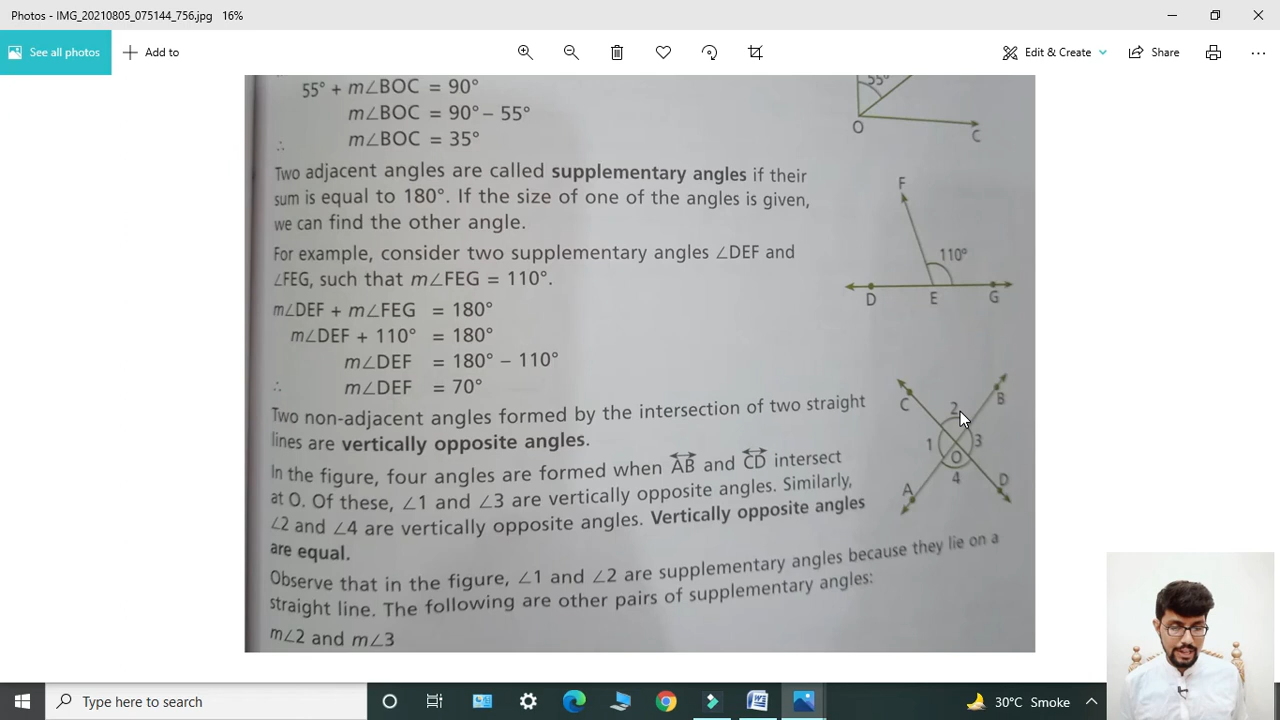 Photos - IMG_20210805_075144_756.jpg 16%
See all photos
Add to
Edit & Create
Share
55° + m∠BOC = 90°
m∠BOC = 90° – 55°
∴ m∠BOC = 35°
55°
O
C
Two adjacent angles are called supplementary angles if their
sum is equal to 180°. If the size of one of the angles is given,
we can find the other angle.
For example, consider two supplementary angles ∠DEF and
∠FEG, such that m∠FEG = 110°.
m∠DEF + m∠FEG = 180°
m∠DEF + 110° = 180°
m∠DEF = 180° – 110°
∴ m∠DEF = 70°
F
110°
D E G
Two non-adjacent angles formed by the intersection of two straight
lines are vertically opposite angles.
In the figure, four angles are formed when AB and CD intersect
at O. Of these, ∠1 and ∠3 are vertically opposite angles. Similarly,
∠2 and ∠4 are vertically opposite angles. Vertically opposite angles
are equal.
C 2 B
1 3
O
A 4 D
Observe that in the figure, ∠1 and ∠2 are supplementary angles because they lie on a
straight line. The following are other pairs of supplementary angles:
m∠2 and m∠3
Type here to search
30°C Smoke